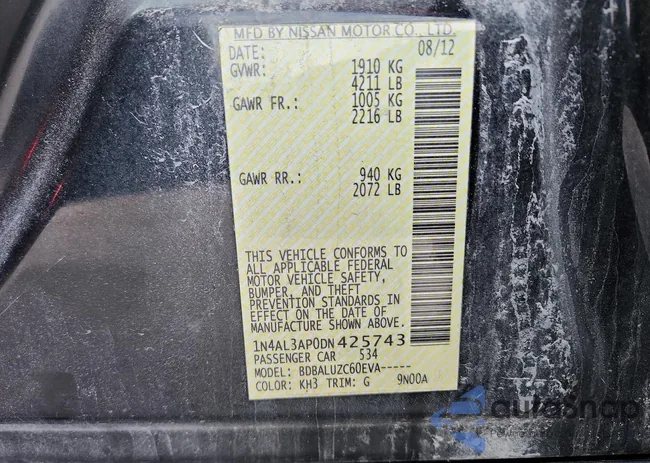 MFD BY NISSAN MOTOR CO., LTD.
DATE: 08/12
GVWR: 1910 KG
4211 LB
GAWR FR.: 1005 KG
2216 LB
GAWR RR.: 940 KG
2072 LB
THIS VEHICLE CONFORMS TO
ALL APPLICABLE FEDERAL
MOTOR VEHICLE SAFETY,
BUMPER, AND THEFT
PREVENTION STANDARDS IN
EFFECT ON THE DATE OF
MANUFACTURE SHOWN ABOVE.
1N4AL3AP0DN425743
PASSENGER CAR 534
MODEL: BDBALUZC60EVA-----
COLOR: KH3 TRIM: G 9N00A
autosnap